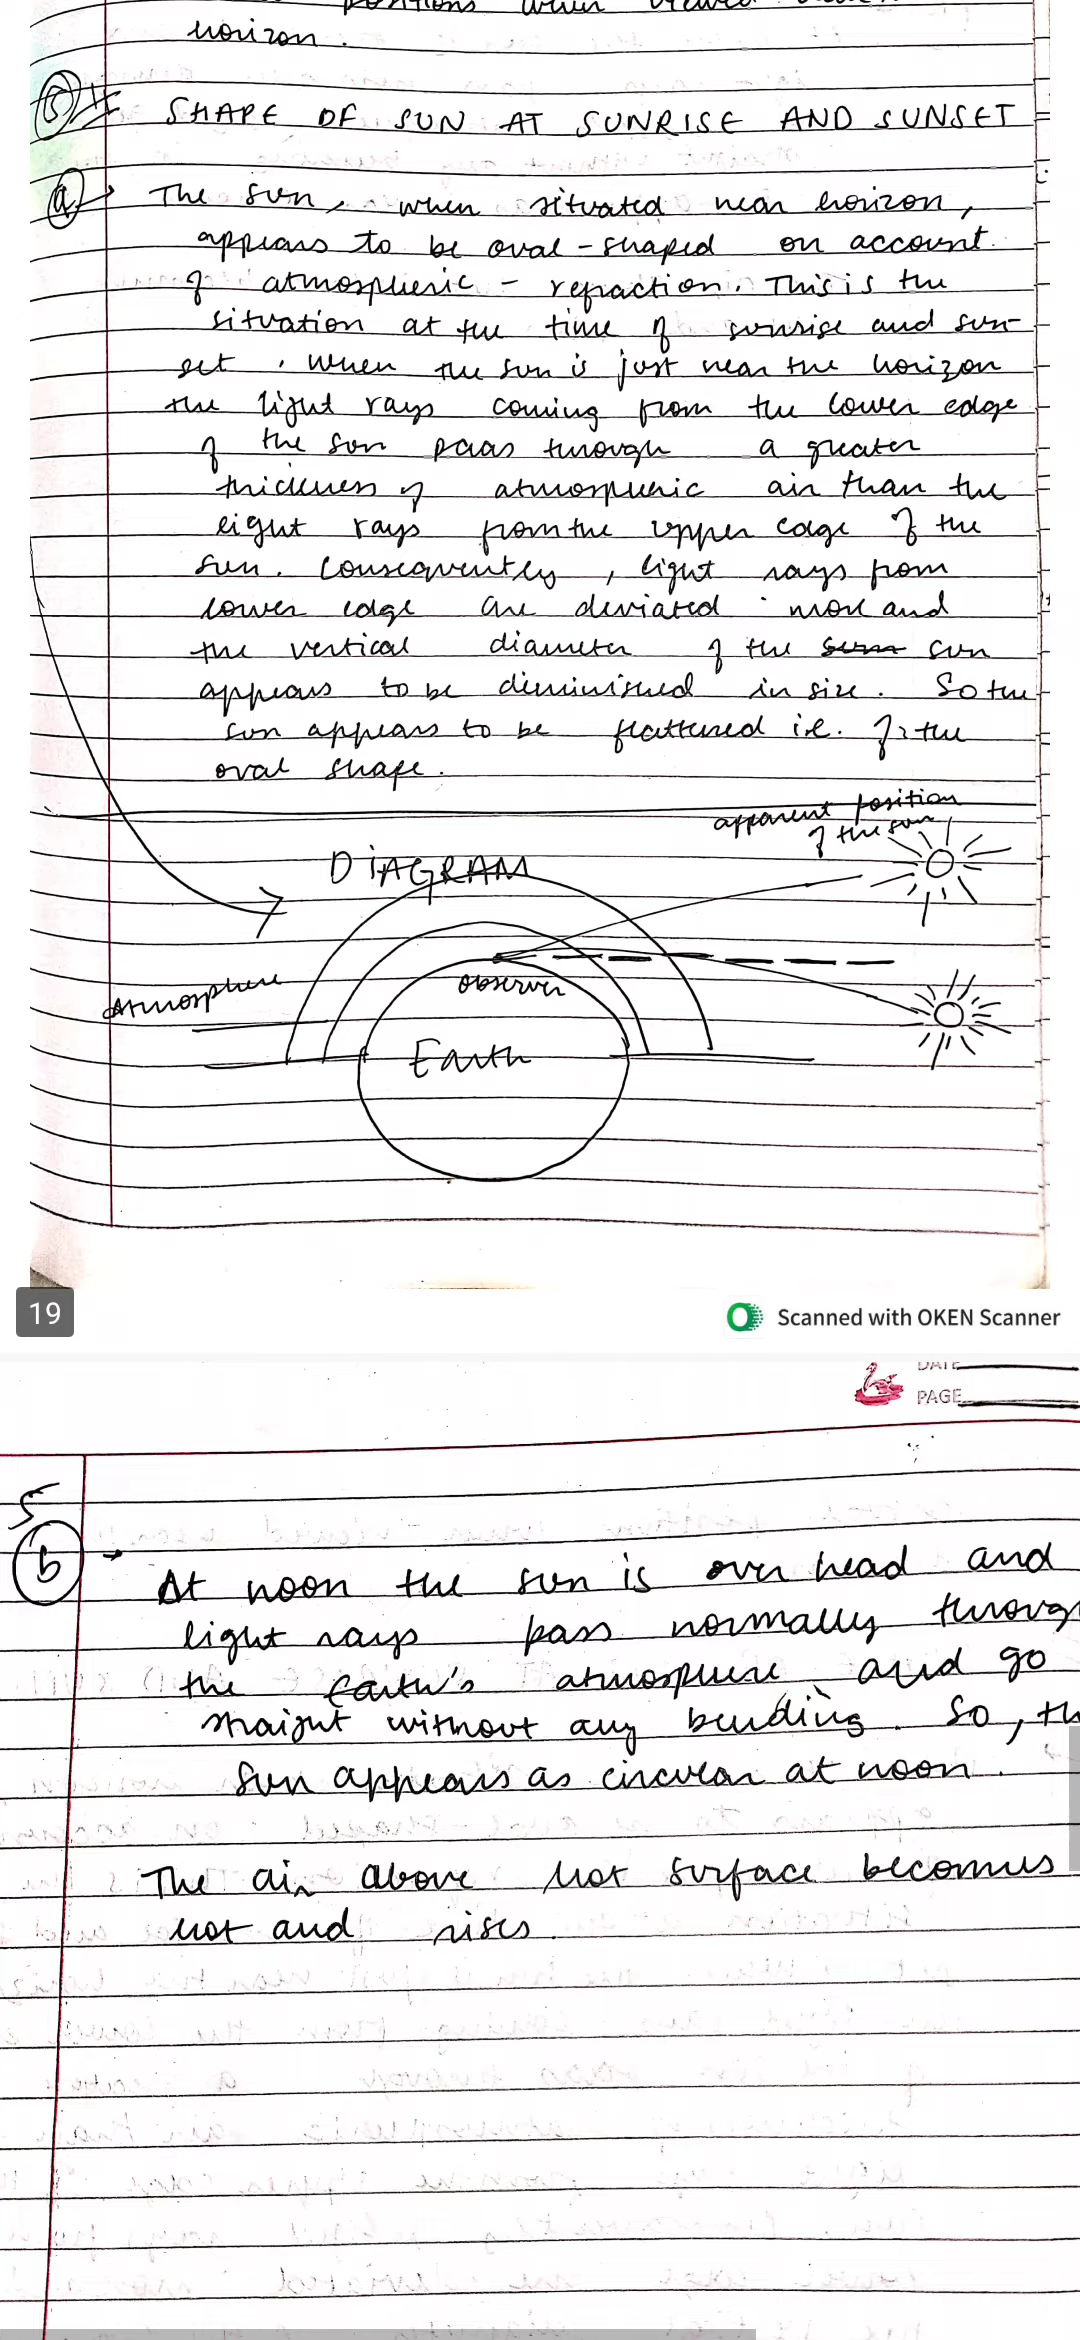 horizon.
5
SHAPE OF SUN AT SUNRISE AND SUNSET
a
The sun, when situated near horizon,
appears to be oval-shaped on account
of atmospheric - refraction. This is the
situation at the time of sunrise and sun-
set. When the sun is just near the horizon
the light rays coming from the lower edge
of the sun paas through a greater
thickness of atmospheric air than the
light rays from the upper edge of the
sun. Consequently, light rays from
lower edge are deviated more and
the vertical diameter of the sun
appears to be diminished in size. So the
sun appears to be flattened i.e. of the
oval shape.
apparent position
of the sun
DIAGRAM
Atmosphere
observer
Earth
19
Scanned with OKEN Scanner
DATE
PAGE
5
b
At noon the sun is over head and
light rays pass normally throug
the Earth's atmosphere and go
straight without any bending. So, th
sun appears as circular at noon.
The air above hot surface becomes
hot and rises.